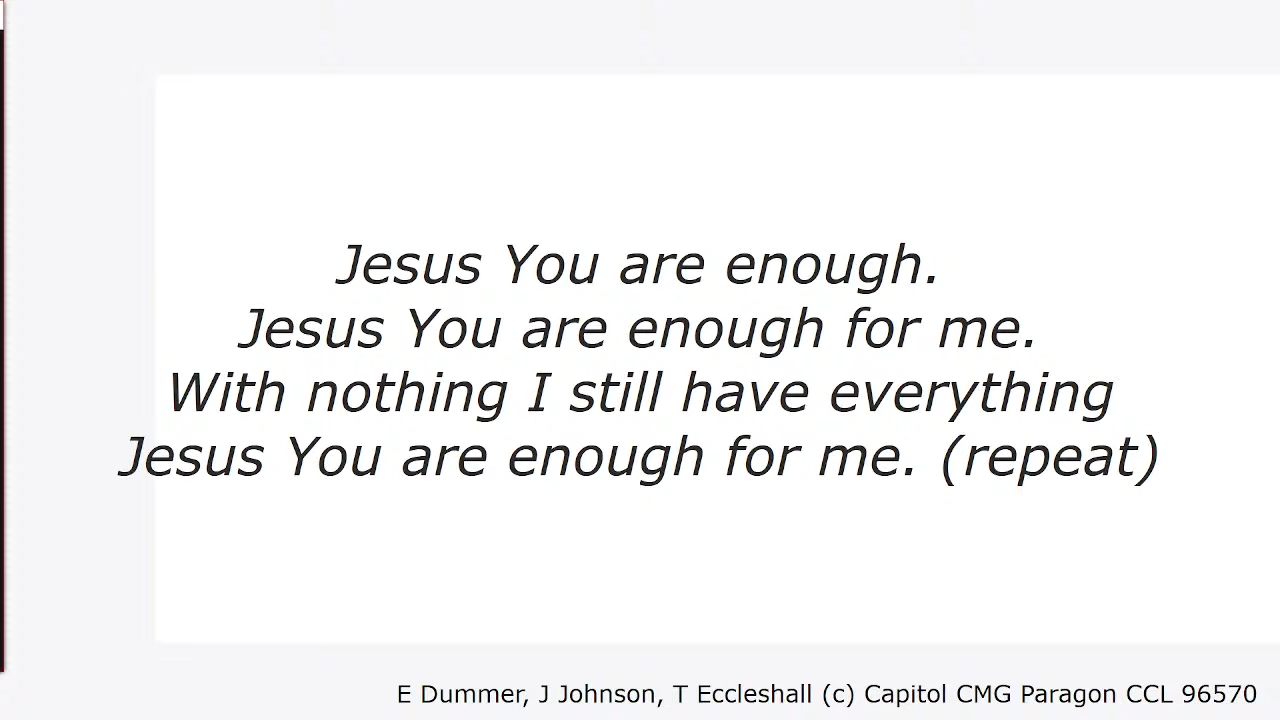 Jesus You are enough.
Jesus You are enough for me.
With nothing I still have everything
Jesus You are enough for me. (repeat)
E Dummer, J Johnson, T Eccleshall (c) Capitol CMG Paragon CCL 96570